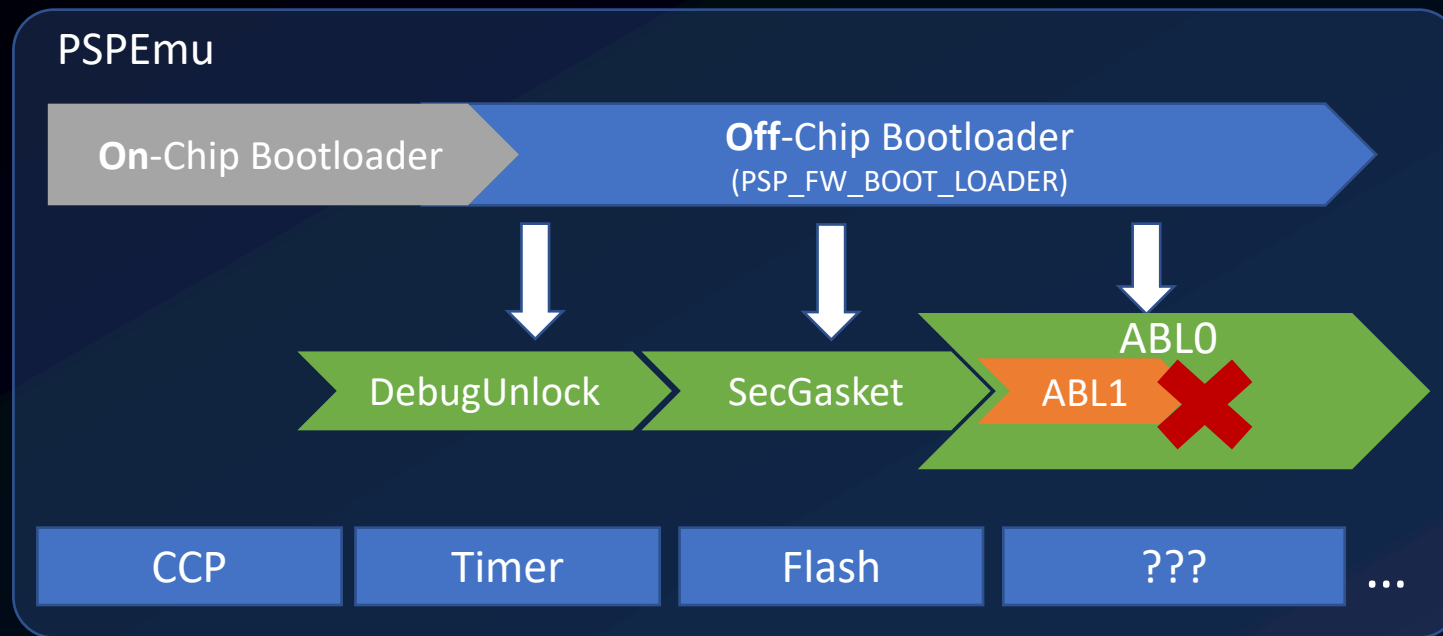 PSPEmu
On-Chip Bootloader
Off-Chip Bootloader
(PSP_FW_BOOT_LOADER)
ABL0
DebugUnlock
SecGasket
ABL1
CCP
Timer
Flash
???
...